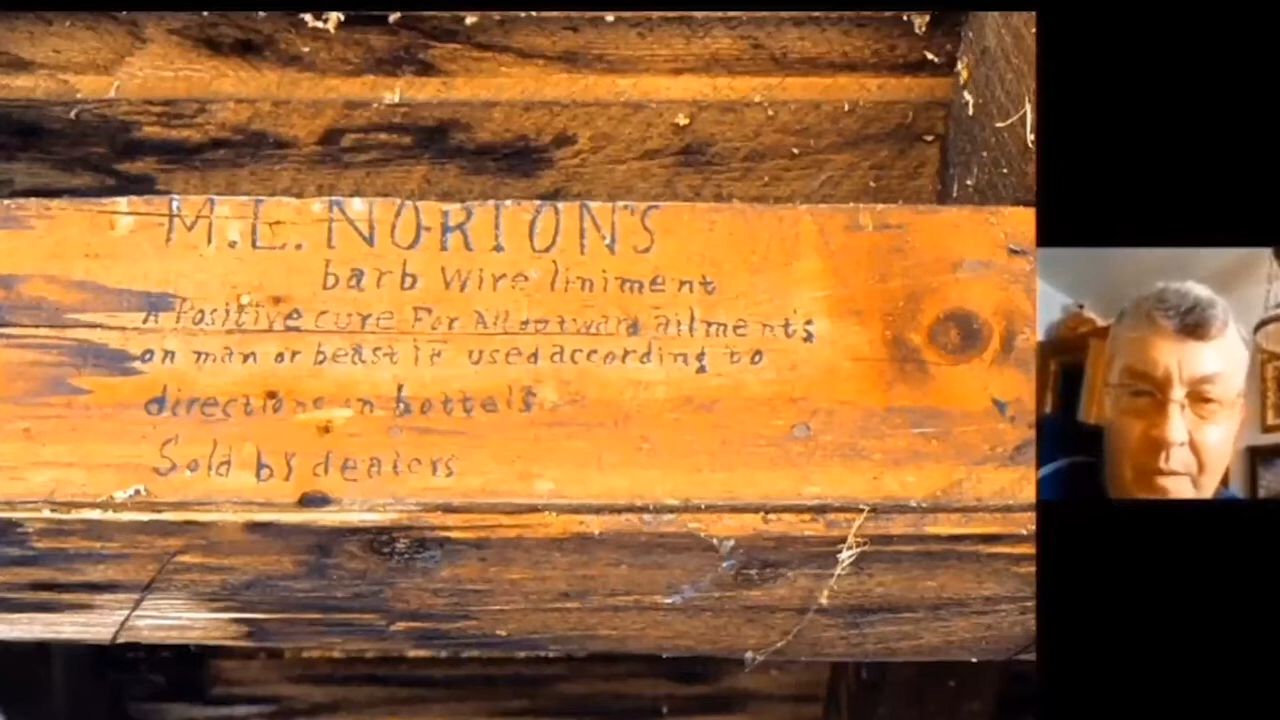 M.L. NORTON'S
barb Wire liniment
A Positive cure For All outward ailments
on man or beast if used according to
directions on bottels
Sold by dealers